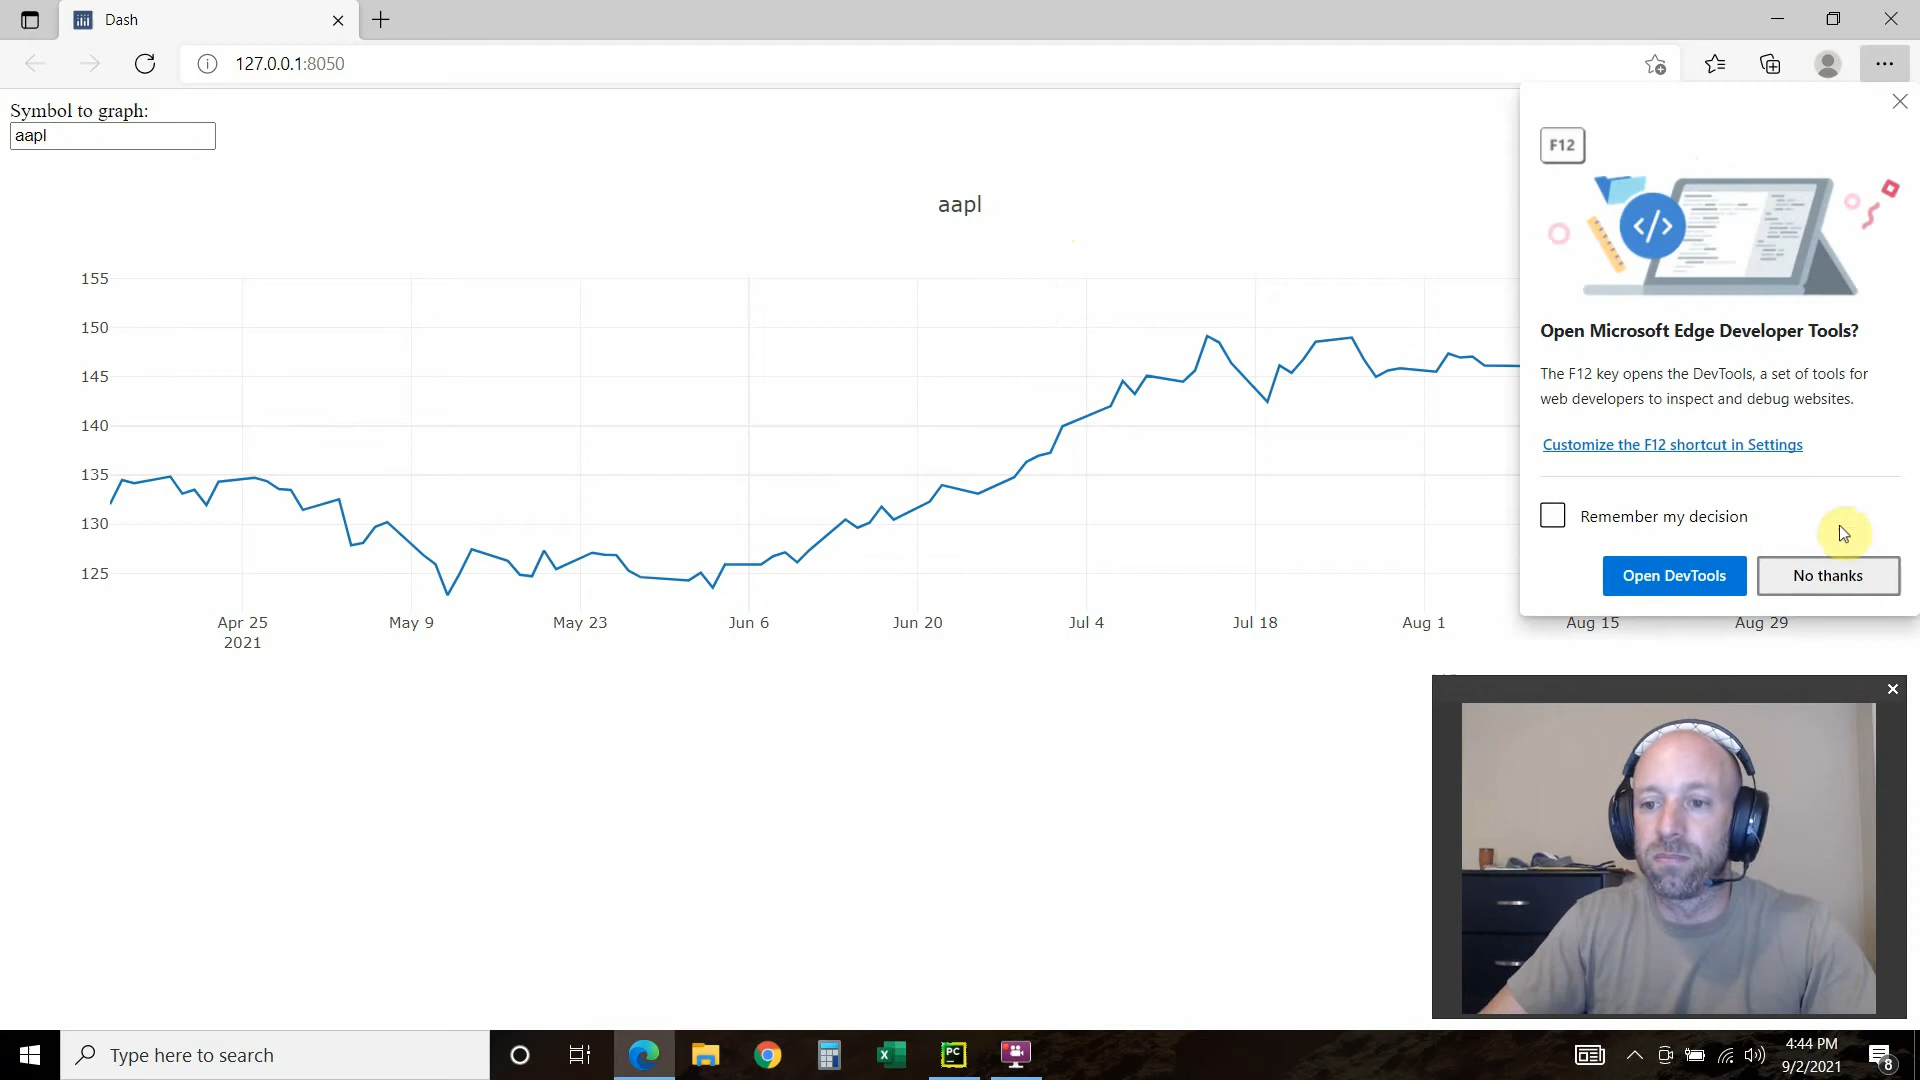 Dash
127.0.0.1:8050
Symbol to graph:
aapl
aapl
155
150
145
140
135
130
125
Apr 25
2021
May 9
May 23
Jun 6
Jun 20
Jul 4
Jul 18
Aug 1
Aug 15
Aug 29
F12
</>
Open Microsoft Edge Developer Tools?
The F12 key opens the DevTools, a set of tools for
web developers to inspect and debug websites.
Customize the F12 shortcut in Settings
Remember my decision
Open DevTools
No thanks
Type here to search
PC
4:44 PM
9/2/2021
8